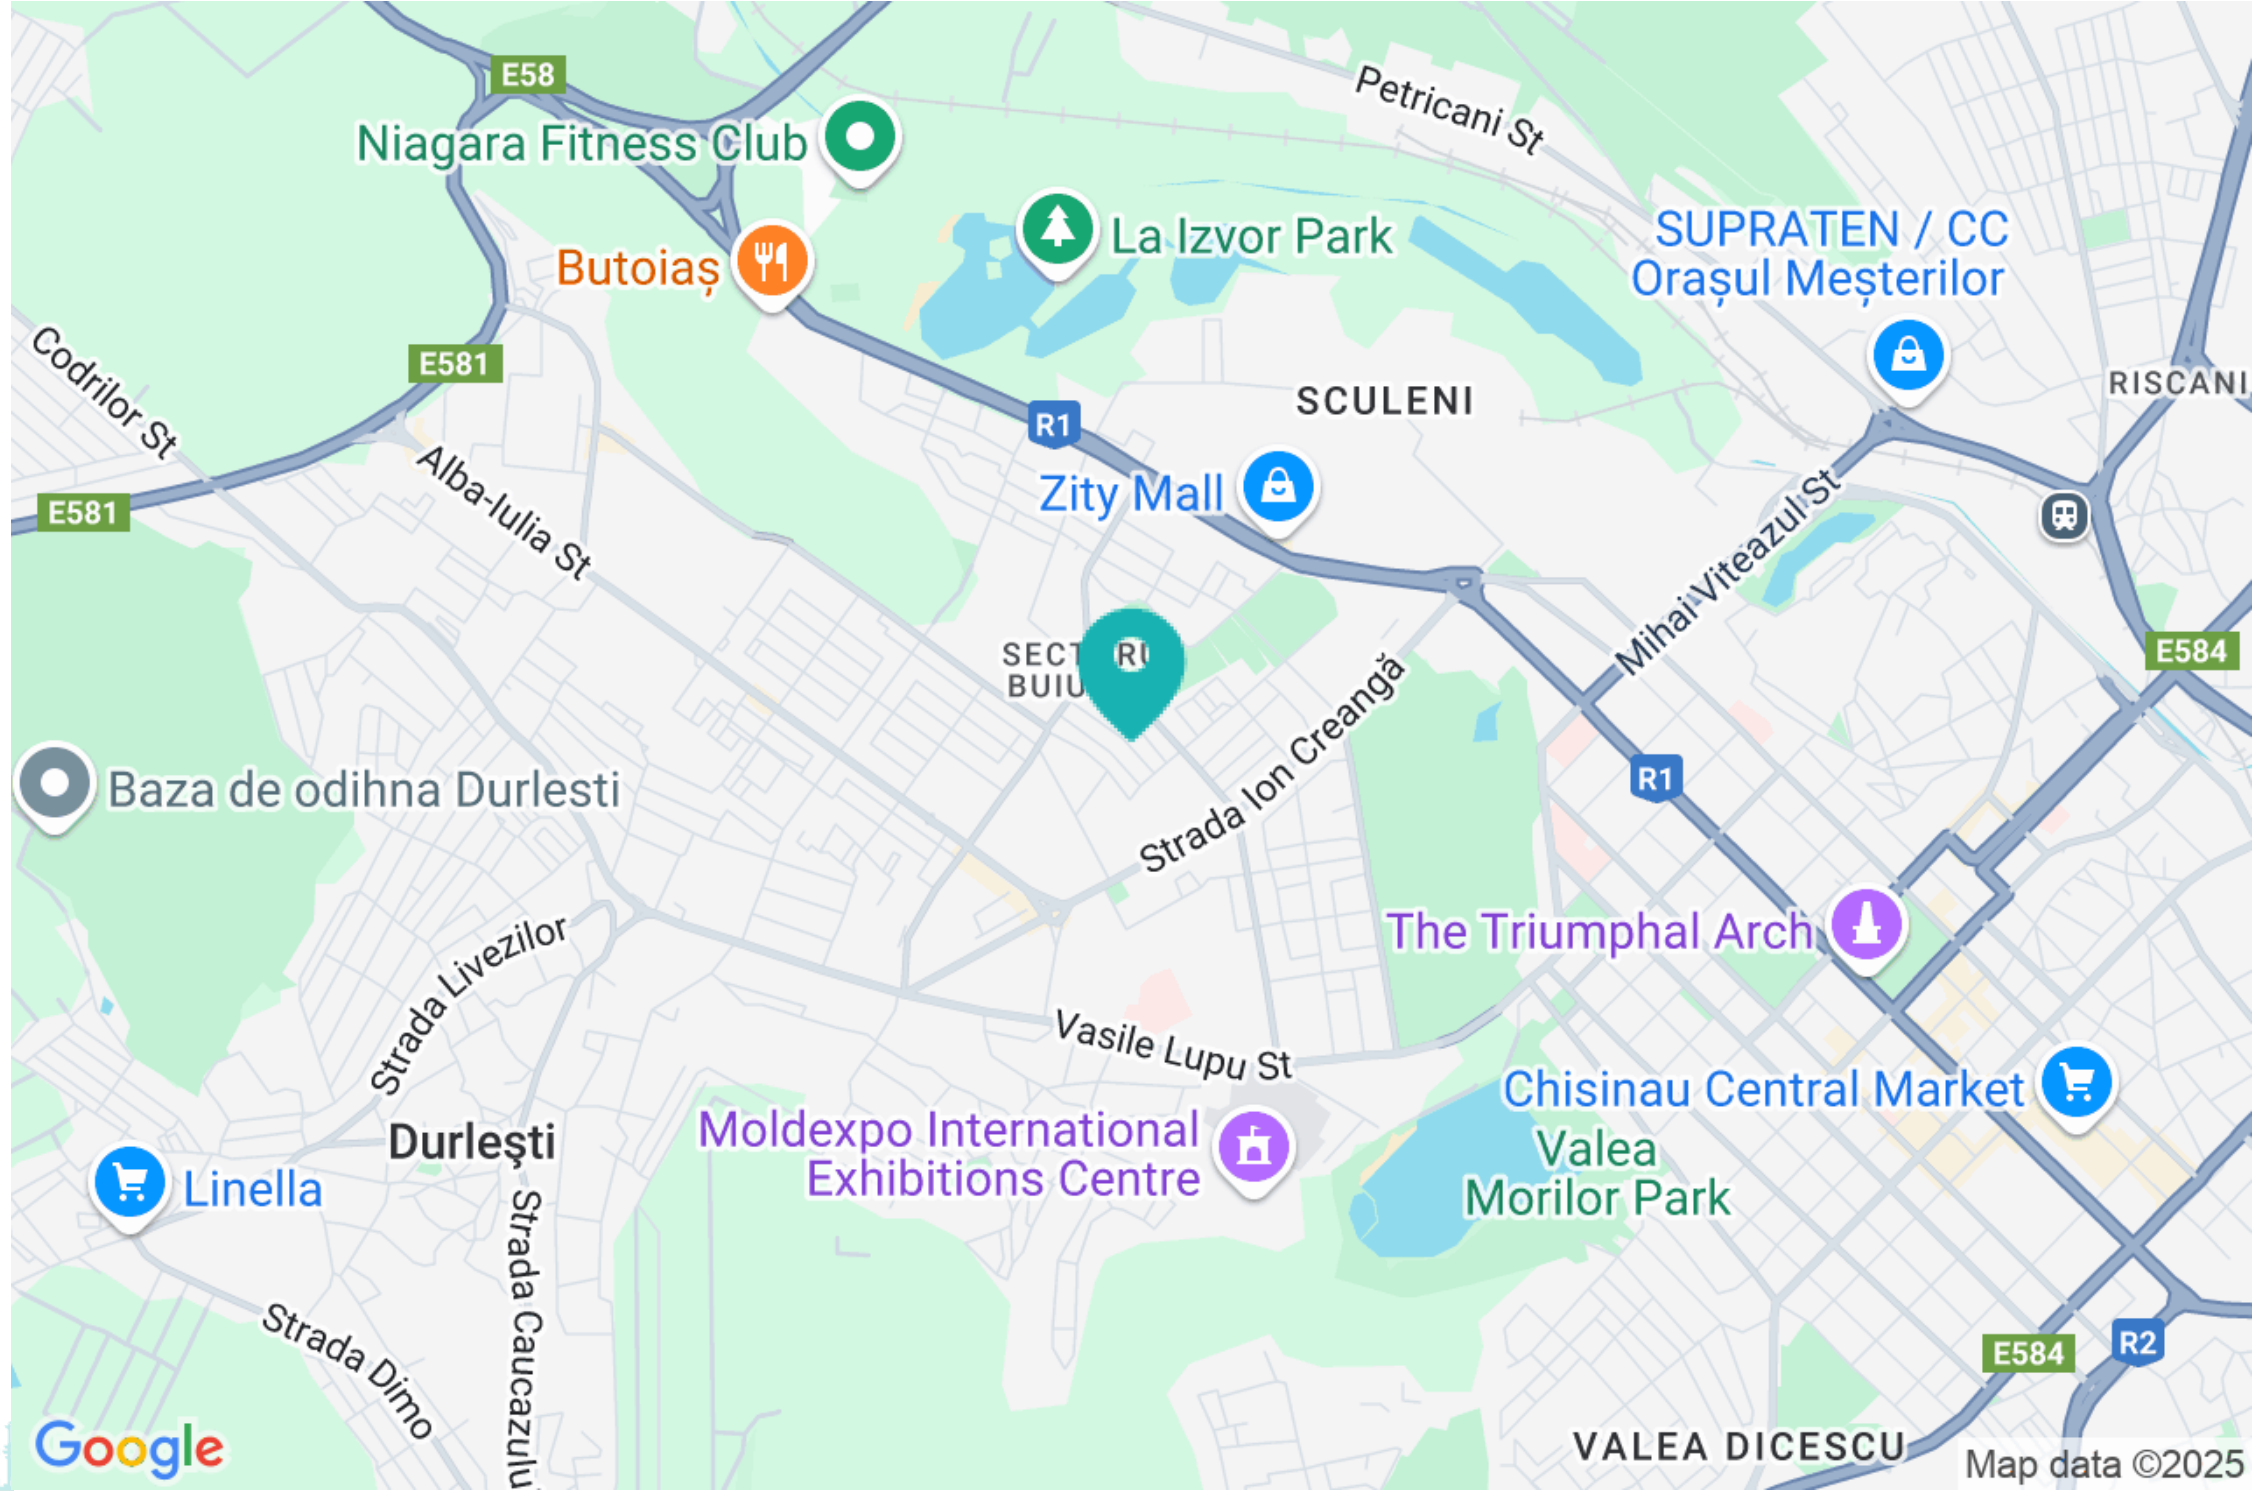 E58
Petricani St
Niagara Fitness Club
La Izvor Park
SUPRATEN / CC
Orașul Meșterilor
Butoiaș
Codrilor St
E581
RISCANI
SCULENI
R1
Alba-Iulia St
Zity Mall
E581
Mihai Viteazul St
E584
Strada Ion Creangă
R1
Baza de odihna Durlesti
The Triumphal Arch
Strada Livezilor
Vasile Lupu St
Chisinau Central Market
Durleşti
Moldexpo International
Exhibitions Centre
Valea
Morilor Park
Linella
Strada Caucazului
Strada Dimo
E584
R2
VALEA DICESCU
Google
Map data ©2025